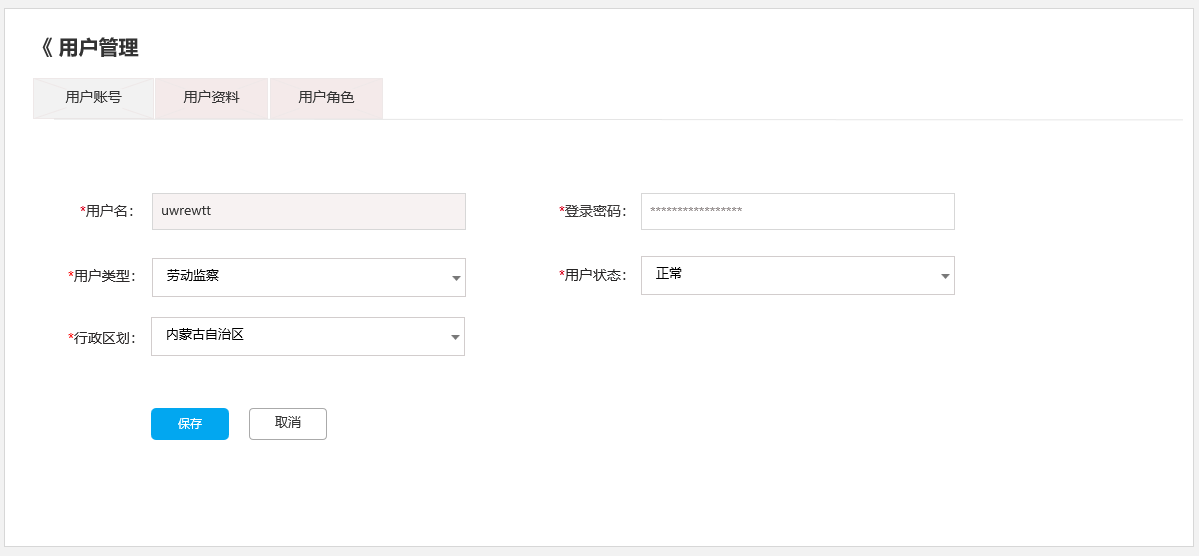 《 用户管理
用户账号 用户资料 用户角色
*用户名： uwrewtt *登录密码： *****************
*用户类型： 劳动监察 *用户状态： 正常
*行政区划： 内蒙古自治区
保存 取消